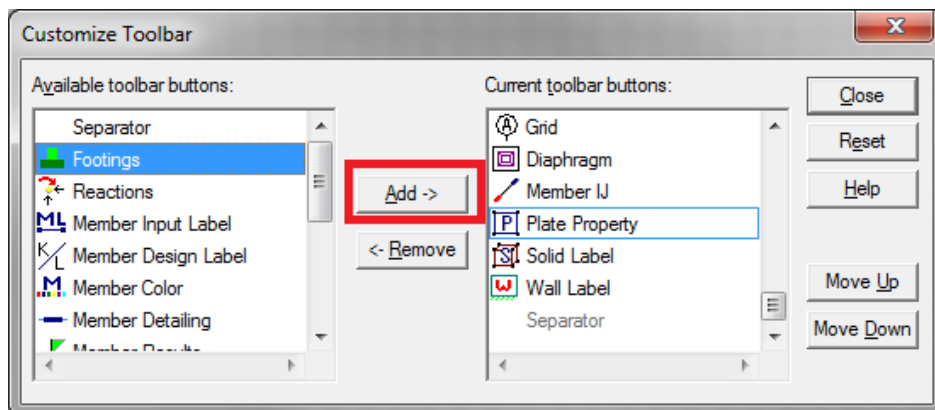 Customize Toolbar
Available toolbar buttons:
Separator
Footings
Reactions
Member Input Label
Member Design Label
Member Color
Member Detailing
Member Results
Add ->
<- Remove
Current toolbar buttons:
Grid
Diaphragm
Member IJ
Plate Property
Solid Label
Wall Label
Separator
Close
Reset
Help
Move Up
Move Down